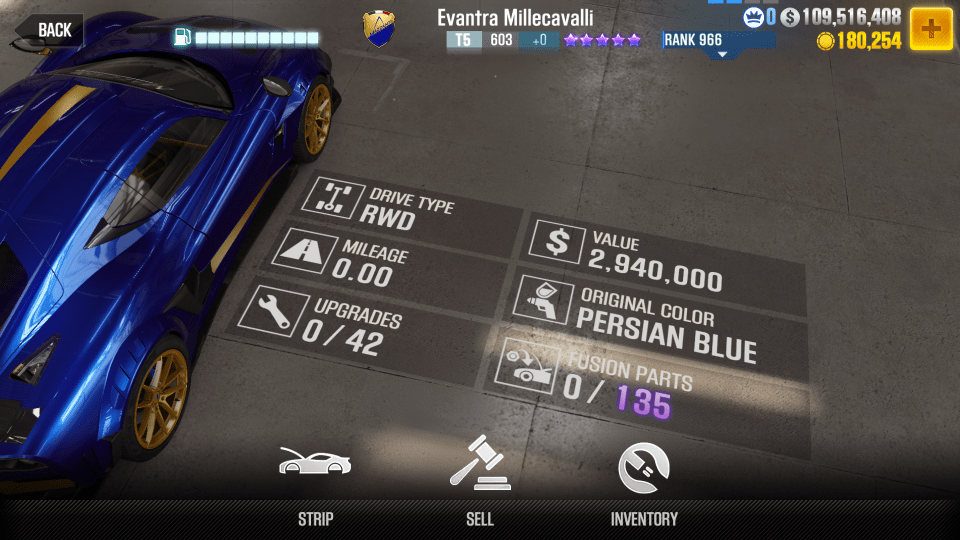 BACK
Evantra Millecavalli
T5 603 +0
RANK 966
0 $ 109,516,408
180,254
DRIVE TYPE
RWD
MILEAGE
0.00
UPGRADES
0 / 42
$ VALUE
2,940,000
ORIGINAL COLOR
PERSIAN BLUE
FUSION PARTS
0 / 135
STRIP
SELL
INVENTORY